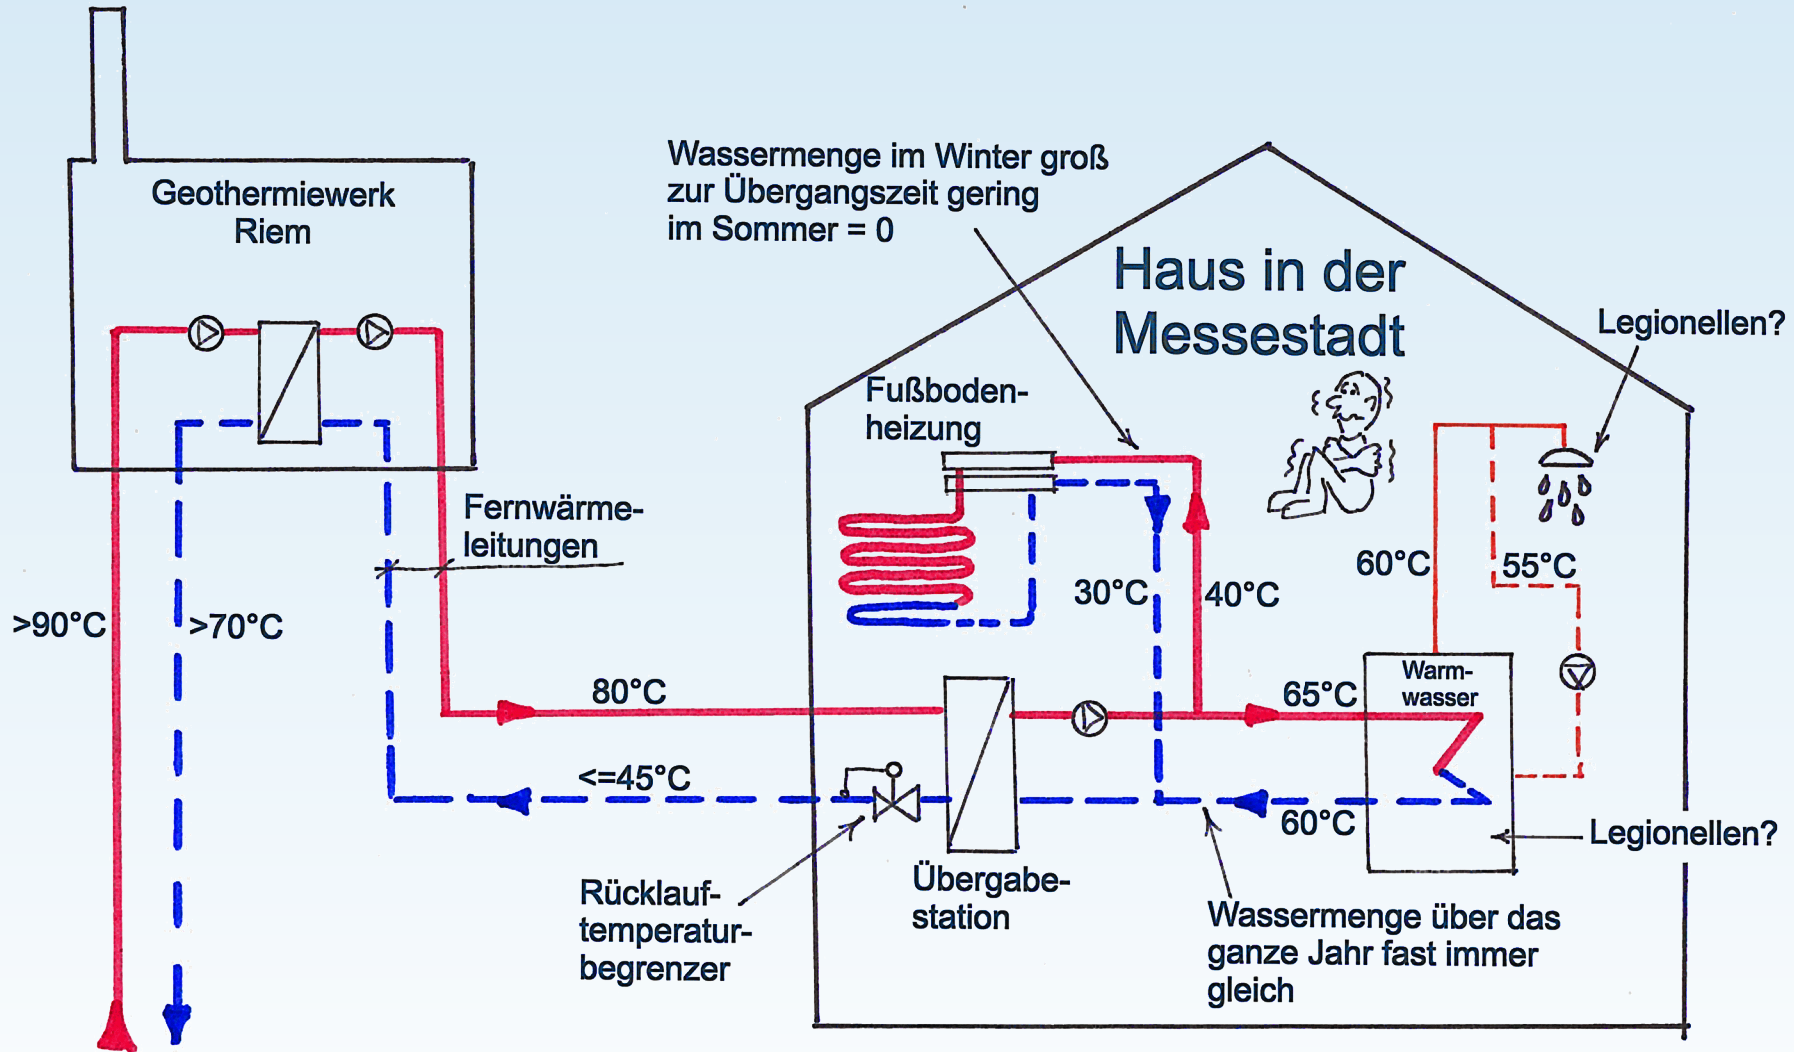 Geothermiewerk
Riem
Wassermenge im Winter groß
zur Übergangszeit gering
im Sommer = 0
Haus in der
Messestadt
Legionellen?
Fußboden-
heizung
Fernwärme-
leitungen
>90°C
>70°C
30°C
40°C
60°C
55°C
80°C
65°C
Warm-
wasser
<=45°C
60°C
Legionellen?
Rücklauf-
temperatur-
begrenzer
Übergabe-
station
Wassermenge über das
ganze Jahr fast immer
gleich